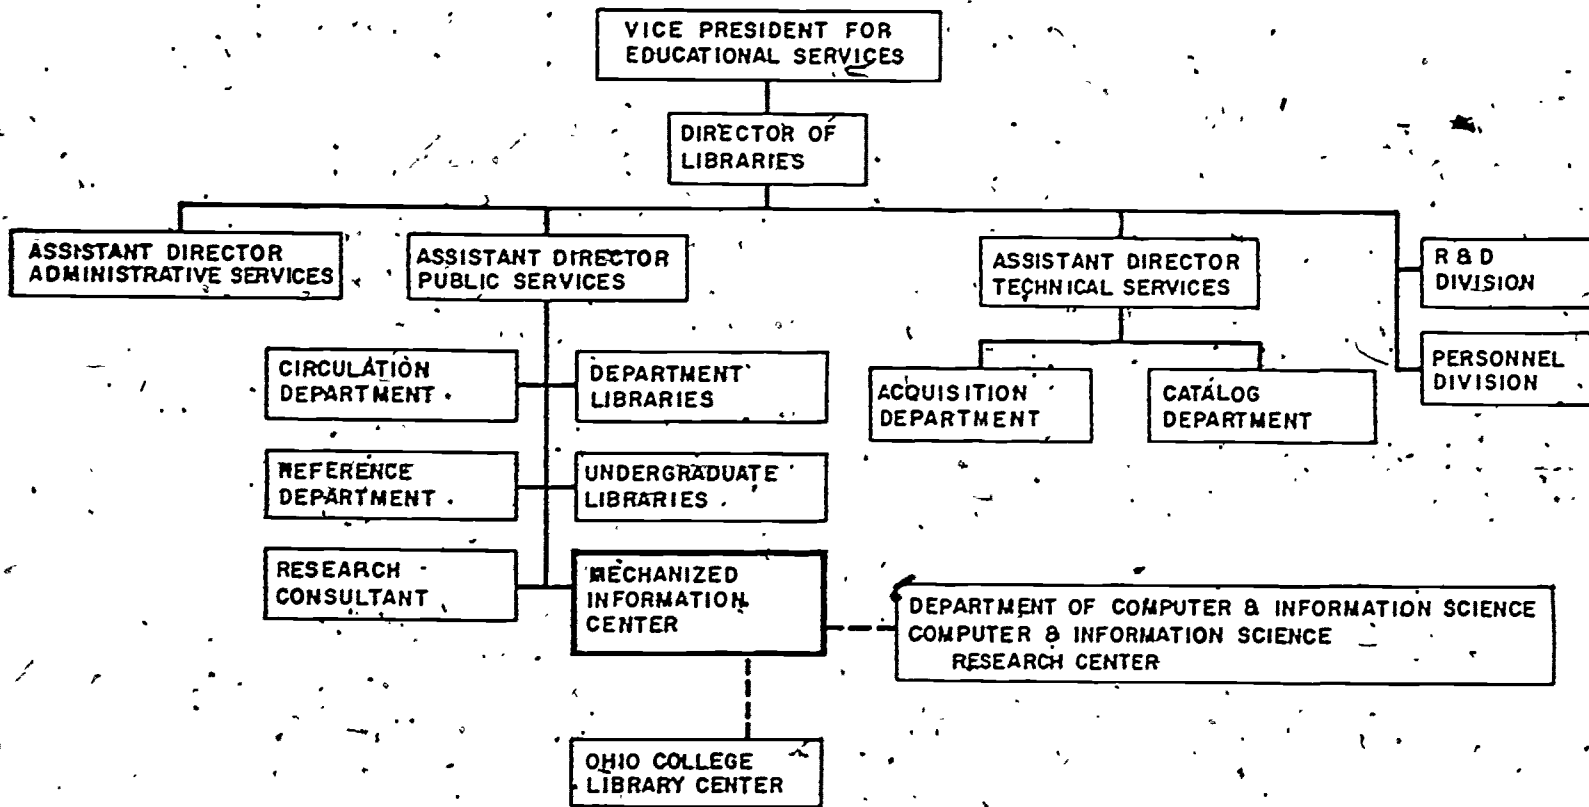 VICE PRESIDENT FOR
EDUCATIONAL SERVICES
DIRECTOR OF
LIBRARIES
ASSISTANT DIRECTOR
ADMINISTRATIVE SERVICES
ASSISTANT DIRECTOR
PUBLIC SERVICES
ASSISTANT DIRECTOR
TECHNICAL SERVICES
R & D
DIVISION
PERSONNEL
DIVISION
CIRCULATION
DEPARTMENT
DEPARTMENT
LIBRARIES
ACQUISITION
DEPARTMENT
CATALOG
DEPARTMENT
REFERENCE
DEPARTMENT
UNDERGRADUATE
LIBRARIES
RESEARCH
CONSULTANT
MECHANIZED
INFORMATION
CENTER
DEPARTMENT OF COMPUTER & INFORMATION SCIENCE
COMPUTER & INFORMATION SCIENCE
RESEARCH CENTER
OHIO COLLEGE
LIBRARY CENTER